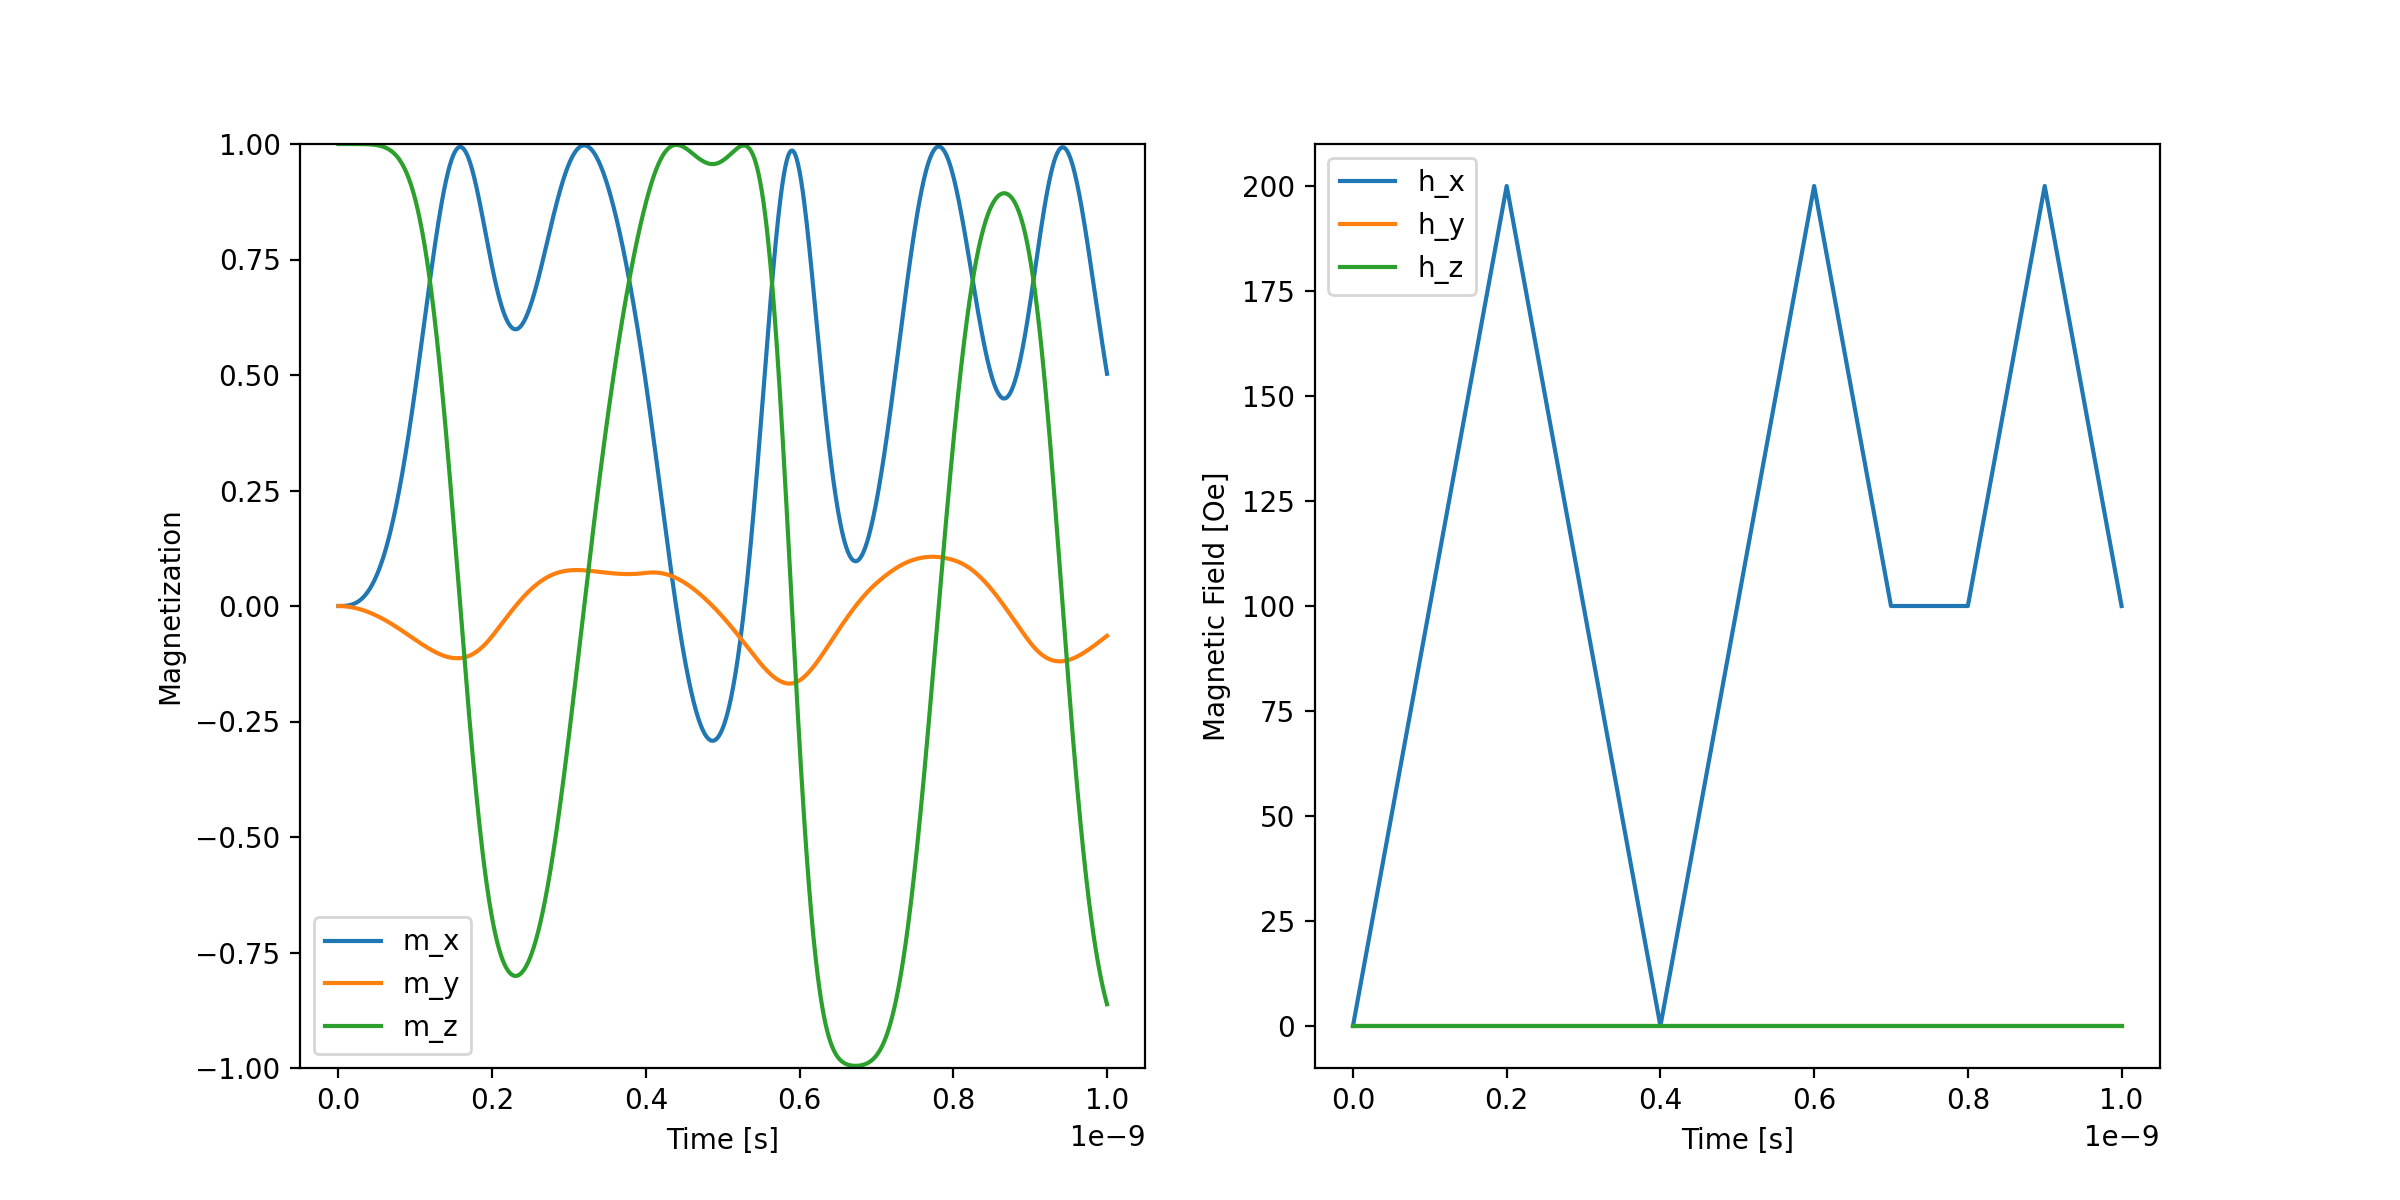 1.00
0.75
0.50
0.25
0.00
−0.25
−0.50
−0.75
−1.00
Magnetization
m_x
m_y
m_z
0.0 0.2 0.4 0.6 0.8 1.0
Time [s]
1e−9
200
175
150
125
100
75
50
25
0
Magnetic Field [Oe]
h_x
h_y
h_z
0.0 0.2 0.4 0.6 0.8 1.0
Time [s]
1e−9